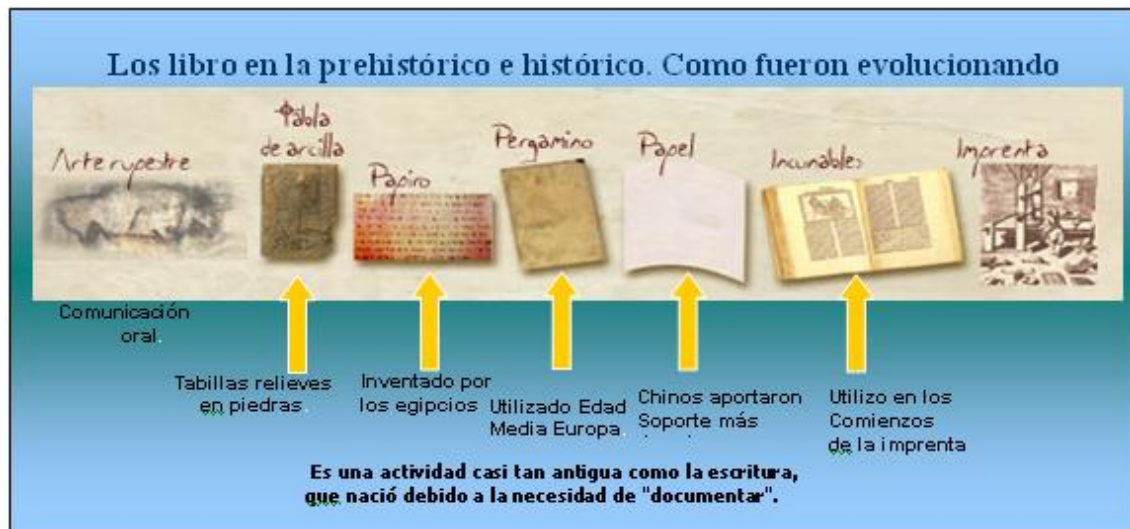 Los libro en la prehistórico e histórico. Como fueron evolucionando
Arte rupestre
Tabla
de arcilla
Papiro
Pergamino
Papel
Incunables
Imprenta
Comunicación
oral.
Tabillas relieves
en piedras.
Inventado por
los egipcios
Utilizado Edad
Media Europa.
Chinos aportaron
Soporte más
Utilizo en los
Comienzos
de la imprenta
Es una actividad casi tan antigua como la escritura,
que nació debido a la necesidad de "documentar".